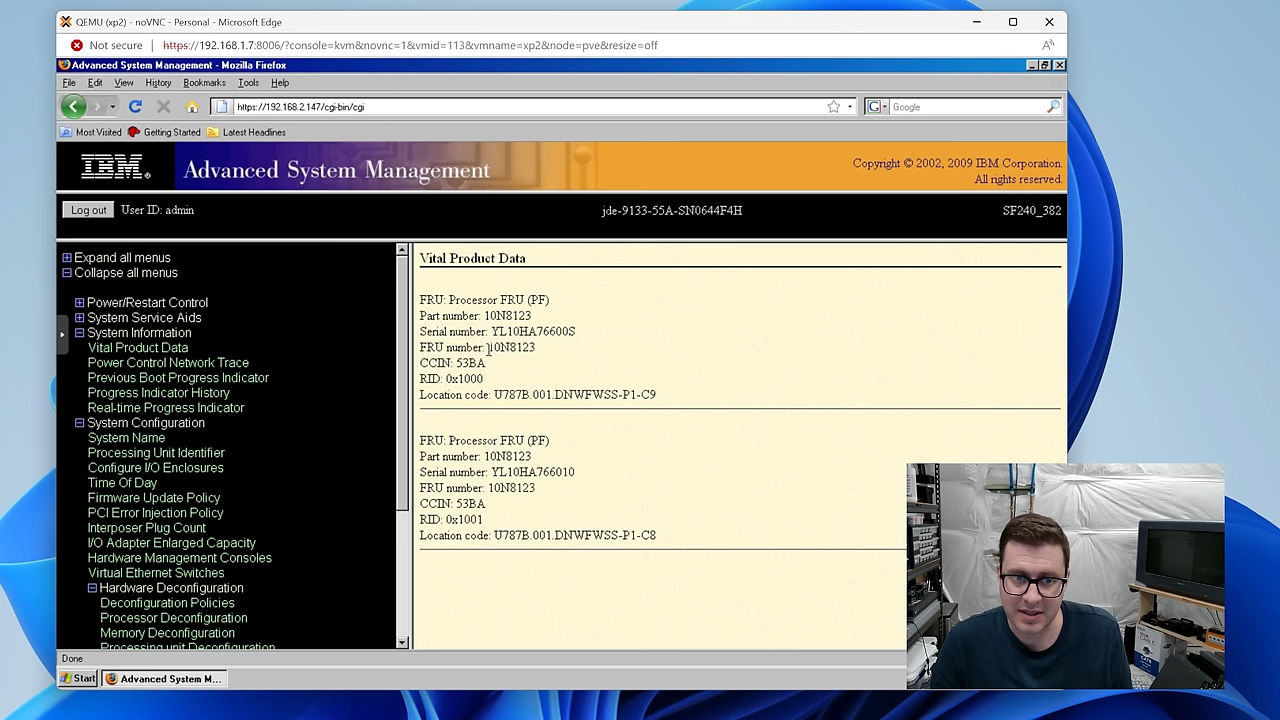 QEMU (xp2) - noVNC - Personal - Microsoft Edge
Not secure | https://192.168.1.7:8006/?console=kvm&novnc=1&vmid=113&vmname=xp2&node=pve&resize=off
Advanced System Management - Mozilla Firefox
File Edit View History Bookmarks Tools Help
https://192.168.2.147/cgi-bin/cgi
Google
Most Visited Getting Started Latest Headlines
IBM® Advanced System Management
Copyright © 2002, 2009 IBM Corporation.
All rights reserved.
Log out User ID: admin jde-9133-55A-SN0644F4H SF240_382
Expand all menus
Collapse all menus
Power/Restart Control
System Service Aids
System Information
Vital Product Data
Power Control Network Trace
Previous Boot Progress Indicator
Progress Indicator History
Real-time Progress Indicator
System Configuration
System Name
Processing Unit Identifier
Configure I/O Enclosures
Time Of Day
Firmware Update Policy
PCI Error Injection Policy
Interposer Plug Count
I/O Adapter Enlarged Capacity
Hardware Management Consoles
Virtual Ethernet Switches
Hardware Deconfiguration
Deconfiguration Policies
Processor Deconfiguration
Memory Deconfiguration
Processing unit Deconfiguration
Vital Product Data
FRU: Processor FRU (PF)
Part number: 10N8123
Serial number: YL10HA76600S
FRU number: 10N8123
CCIN: 53BA
RID: 0x1000
Location code: U787B.001.DNWFWSS-P1-C9
FRU: Processor FRU (PF)
Part number: 10N8123
Serial number: YL10HA766010
FRU number: 10N8123
CCIN: 53BA
RID: 0x1001
Location code: U787B.001.DNWFWSS-P1-C8
Done
Start Advanced System M...